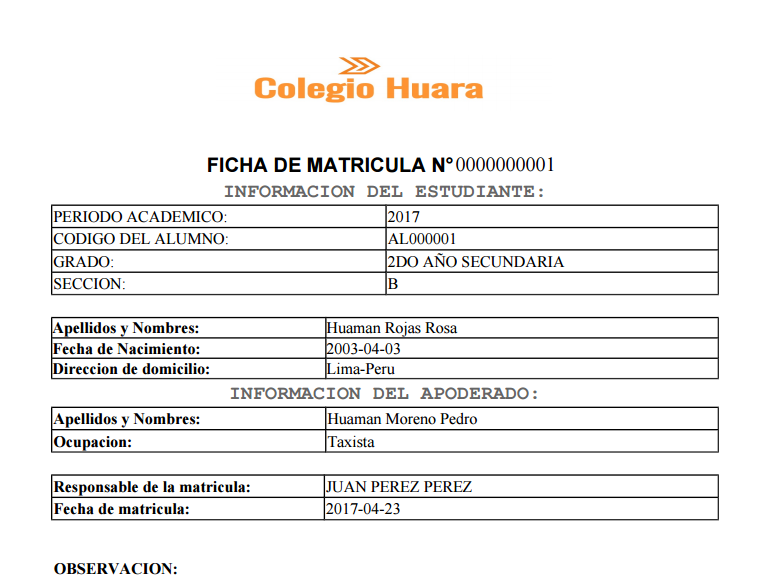 Colegio Huara
FICHA DE MATRICULA N° 0000000001
INFORMACION DEL ESTUDIANTE:
PERIODO ACADEMICO: 2017
CODIGO DEL ALUMNO: AL000001
GRADO: 2DO AÑO SECUNDARIA
SECCION: B
Apellidos y Nombres: Huaman Rojas Rosa
Fecha de Nacimiento: 2003-04-03
Direccion de domicilio: Lima-Peru
INFORMACION DEL APODERADO:
Apellidos y Nombres: Huaman Moreno Pedro
Ocupacion: Taxista
Responsable de la matricula: JUAN PEREZ PEREZ
Fecha de matricula: 2017-04-23
OBSERVACION: